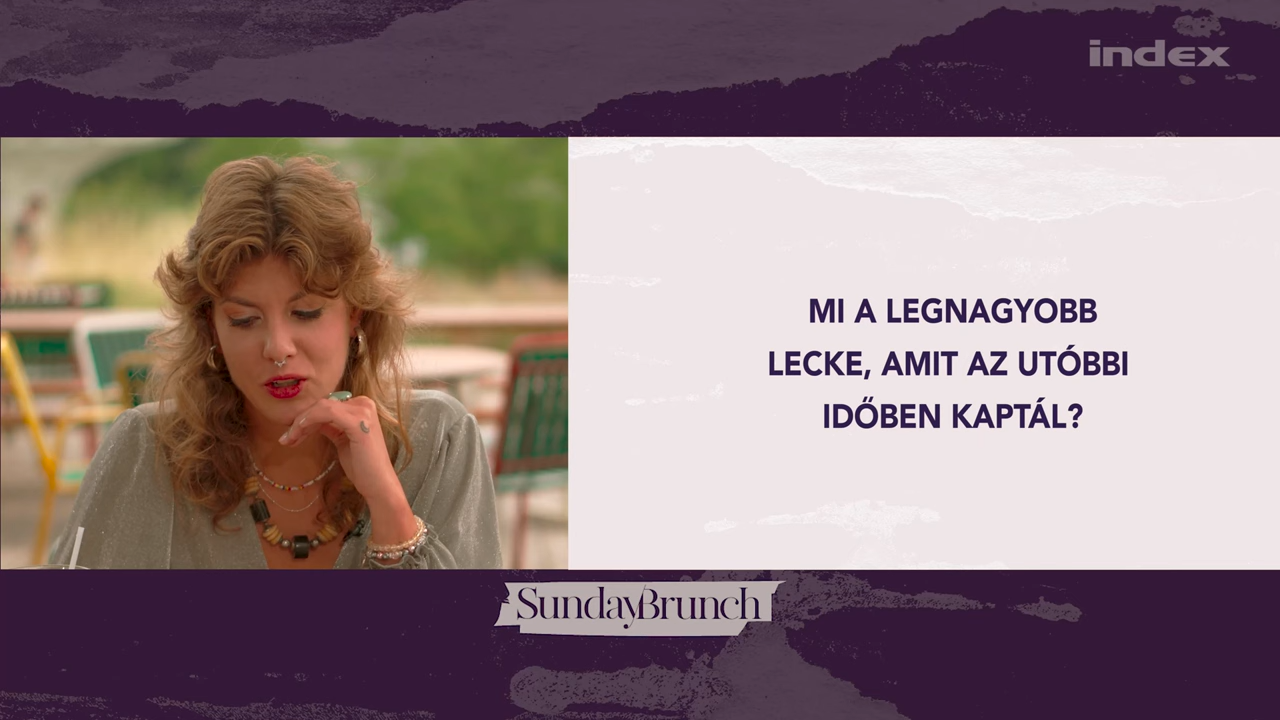 index
MI A LEGNAGYOBB
LECKE, AMIT AZ UTÓBBI
IDŐBEN KAPTÁL?
SundayBrunch